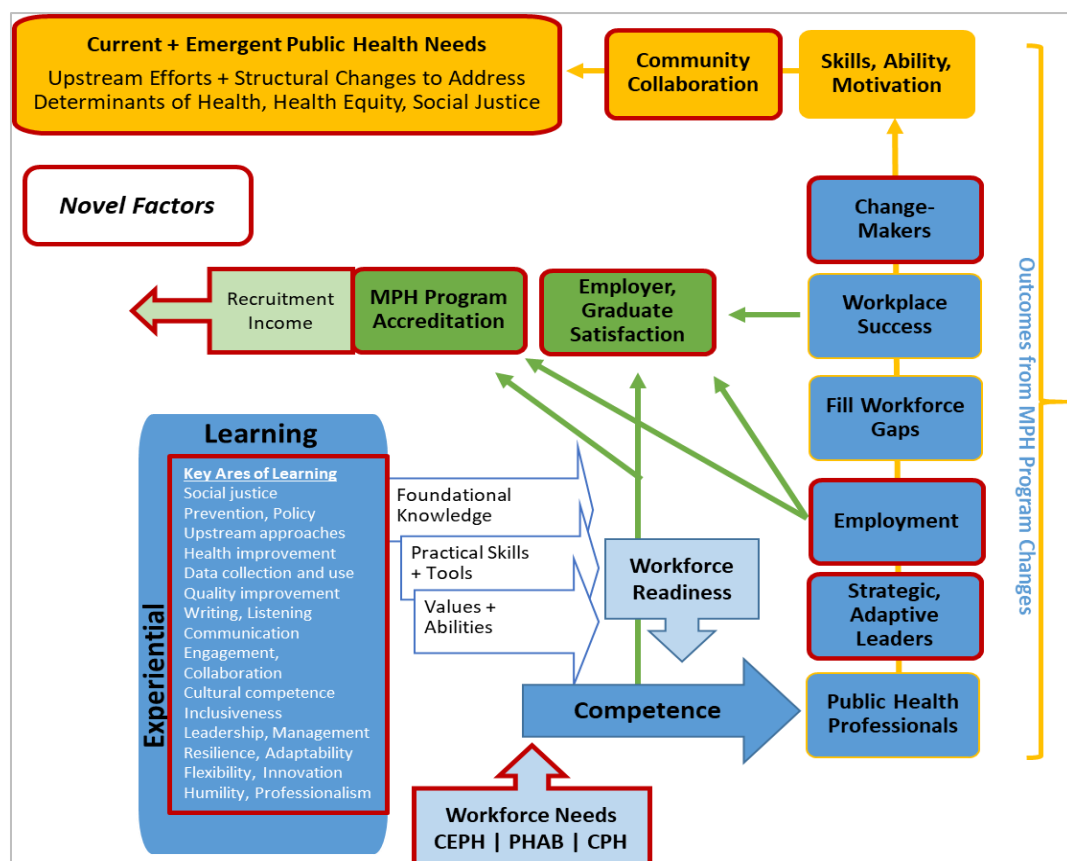 Current + Emergent Public Health Needs
Upstream Efforts + Structural Changes to Address
Determinants of Health, Health Equity, Social Justice
Community
Collaboration
Skills, Ability,
Motivation
Novel Factors
Change-
Makers
Recruitment
Income
MPH Program
Accreditation
Employer,
Graduate
Satisfaction
Workplace
Success
Fill Workforce
Gaps
Employment
Strategic,
Adaptive
Leaders
Public Health
Professionals
Outcomes from MPH Program Changes
Learning
Experiential
Key Ares of Learning
Social justice
Prevention, Policy
Upstream approaches
Health improvement
Data collection and use
Quality improvement
Writing, Listening
Communication
Engagement,
Collaboration
Cultural competence
Inclusiveness
Leadership, Management
Resilience, Adaptability
Flexibility, Innovation
Humility, Professionalism
Foundational
Knowledge
Practical Skills
+ Tools
Values +
Abilities
Workforce
Readiness
Competence
Workforce Needs
CEPH | PHAB | CPH